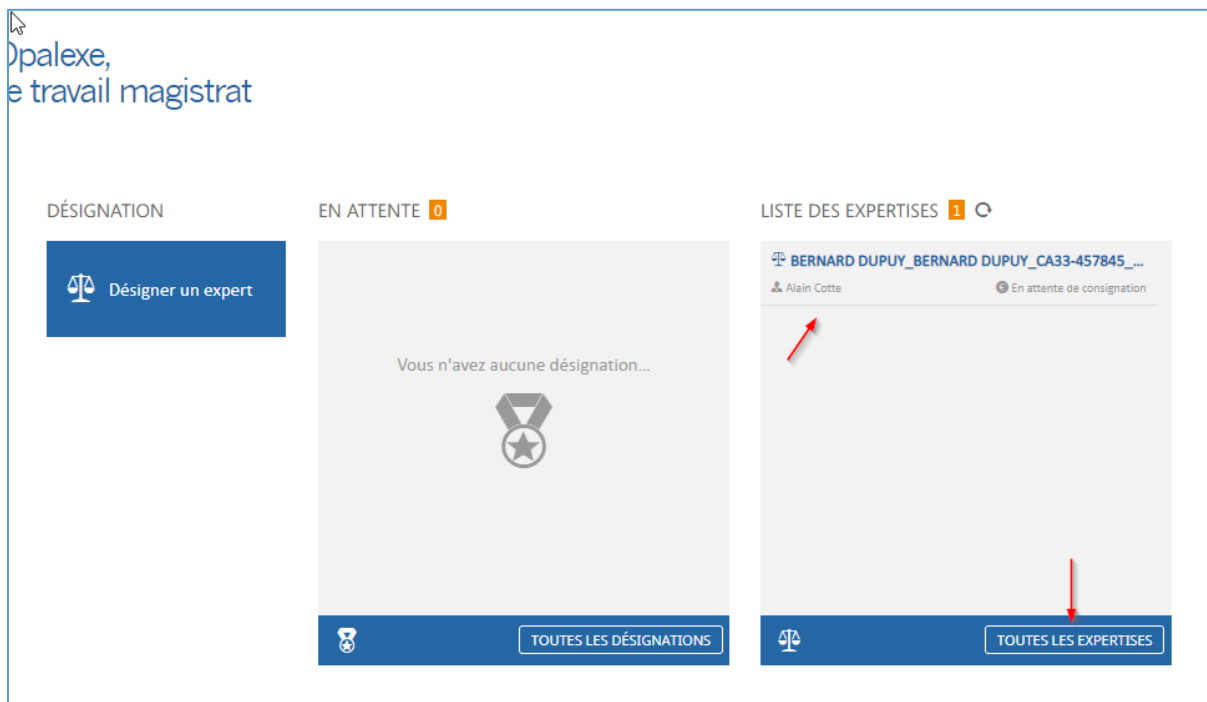 Opalexe,
e travail magistrat
DÉSIGNATION
Désigner un expert
EN ATTENTE 0
Vous n'avez aucune désignation...
TOUTES LES DÉSIGNATIONS
LISTE DES EXPERTISES 1
BERNARD DUPUY_BERNARD DUPUY_CA33-457845_...
Alain Cotte
En attente de consignation
TOUTES LES EXPERTISES